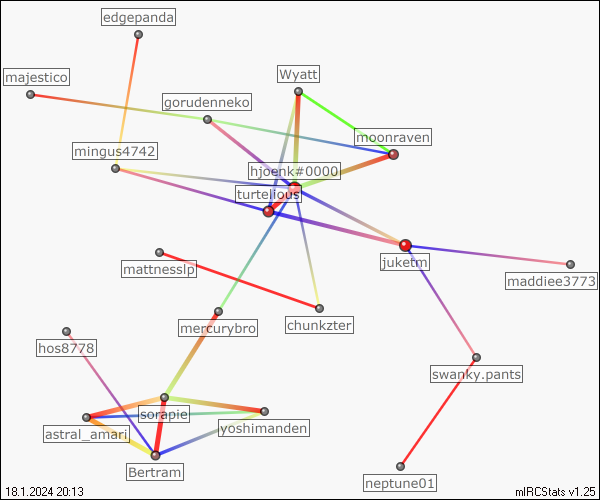 edgepanda
majestico
Wyatt
gorudenneko
moonraven
mingus4742
hjoenk#0000
turtelious
juketm
mattnesslp
maddiee3773
mercurybro
chunkzter
hos8778
swanky.pants
sorapie
astral_amari
yoshimanden
Bertram
neptune01
18.1.2024 20:13
mIRCStats v1.25